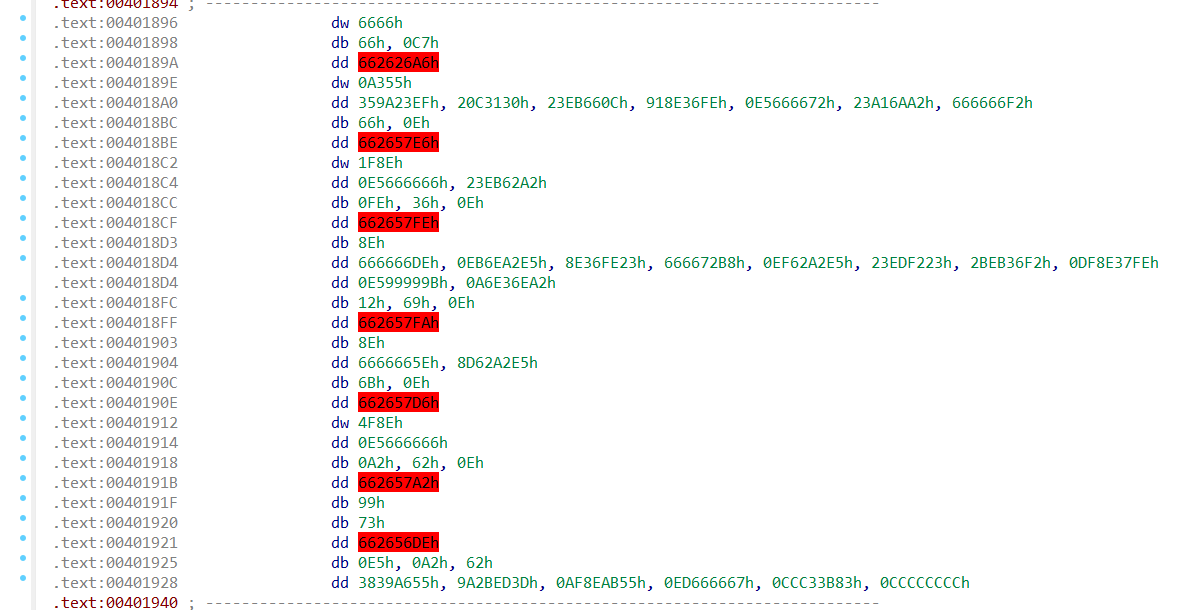 .text:00401894 ; ---------------------------------------------------------------------------
.text:00401896 dw 6666h
.text:00401898 db 66h, 0C7h
.text:0040189A dd 662626A6h
.text:0040189E dw 0A355h
.text:004018A0 dd 359A23EFh, 20C3130h, 23EB660Ch, 918E36FEh, 0E5666672h, 23A16AA2h, 666666F2h
.text:004018BC db 66h, 0Eh
.text:004018BE dd 662657E6h
.text:004018C2 dw 1F8Eh
.text:004018C4 dd 0E5666666h, 23EB62A2h
.text:004018CC db 0FEh, 36h, 0Eh
.text:004018CF dd 662657FEh
.text:004018D3 db 8Eh
.text:004018D4 dd 666666DEh, 0EB6EA2E5h, 8E36FE23h, 666672B8h, 0EF62A2E5h, 23EDF223h, 2BEB36F2h, 0DF8E37FEh
.text:004018D4 dd 0E599999Bh, 0A6E36EA2h
.text:004018FC db 12h, 69h, 0Eh
.text:004018FF dd 662657FAh
.text:00401903 db 8Eh
.text:00401904 dd 6666665Eh, 8D62A2E5h
.text:0040190C db 6Bh, 0Eh
.text:0040190E dd 662657D6h
.text:00401912 dw 4F8Eh
.text:00401914 dd 0E5666666h
.text:00401918 db 0A2h, 62h, 0Eh
.text:0040191B dd 662657A2h
.text:0040191F db 99h
.text:00401920 db 73h
.text:00401921 dd 662656DEh
.text:00401925 db 0E5h, 0A2h, 62h
.text:00401928 dd 3839A655h, 9A2BED3Dh, 0AF8EAB55h, 0ED666667h, 0CCC33B83h, 0CCCCCCCCh
.text:00401940 ; ---------------------------------------------------------------------------